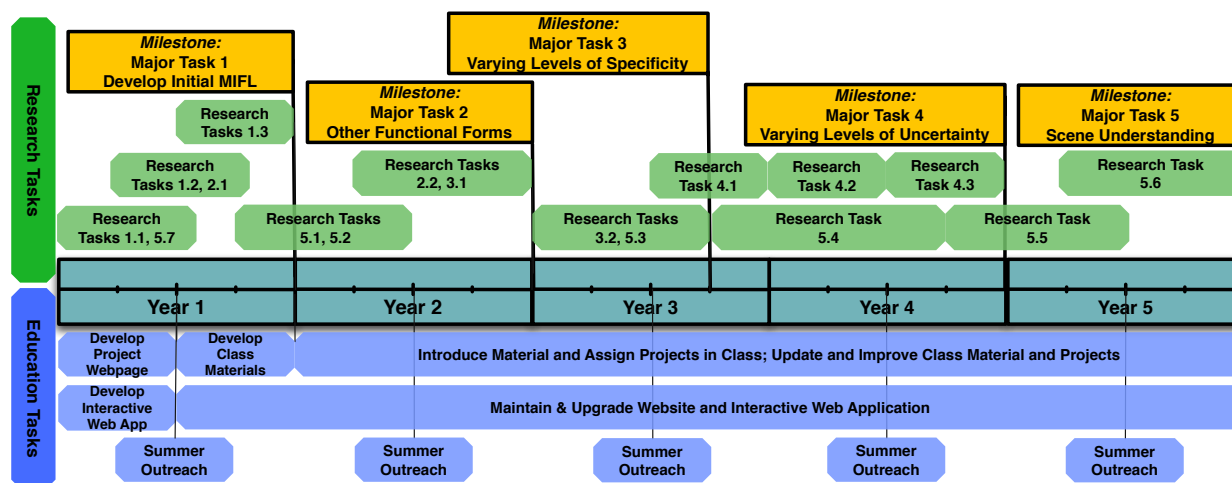 Research Tasks
Milestone:
Major Task 1
Develop Initial MIFL
Milestone:
Major Task 2
Other Functional Forms
Milestone:
Major Task 3
Varying Levels of Specificity
Milestone:
Major Task 4
Varying Levels of Uncertainty
Milestone:
Major Task 5
Scene Understanding
Research
Tasks 1.3
Research
Tasks 1.2, 2.1
Research Tasks
2.2, 3.1
Research
Task 4.1
Research
Task 4.2
Research
Task 4.3
Research Task
5.6
Research
Tasks 1.1, 5.7
Research Tasks
5.1, 5.2
Research Tasks
3.2, 5.3
Research Task
5.4
Research Task
5.5
Year 1
Year 2
Year 3
Year 4
Year 5
Education Tasks
Develop
Project
Webpage
Develop
Class
Materials
Introduce Material and Assign Projects in Class; Update and Improve Class Material and Projects
Develop
Interactive
Web App
Maintain & Upgrade Website and Interactive Web Application
Summer
Outreach
Summer
Outreach
Summer
Outreach
Summer
Outreach
Summer
Outreach